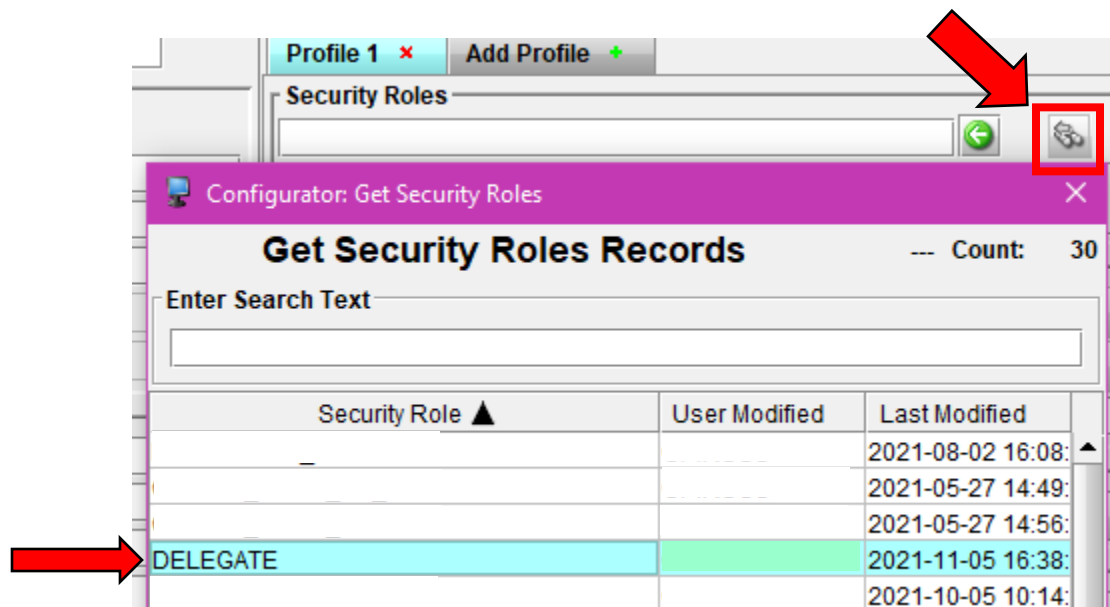 Profile 1 × Add Profile +
Security Roles
Configurator: Get Security Roles
Get Security Roles Records --- Count: 30
Enter Search Text
Security Role ▲ User Modified Last Modified
2021-08-02 16:08:
2021-05-27 14:49:
2021-05-27 14:56:
DELEGATE 2021-11-05 16:38:
2021-10-05 10:14: